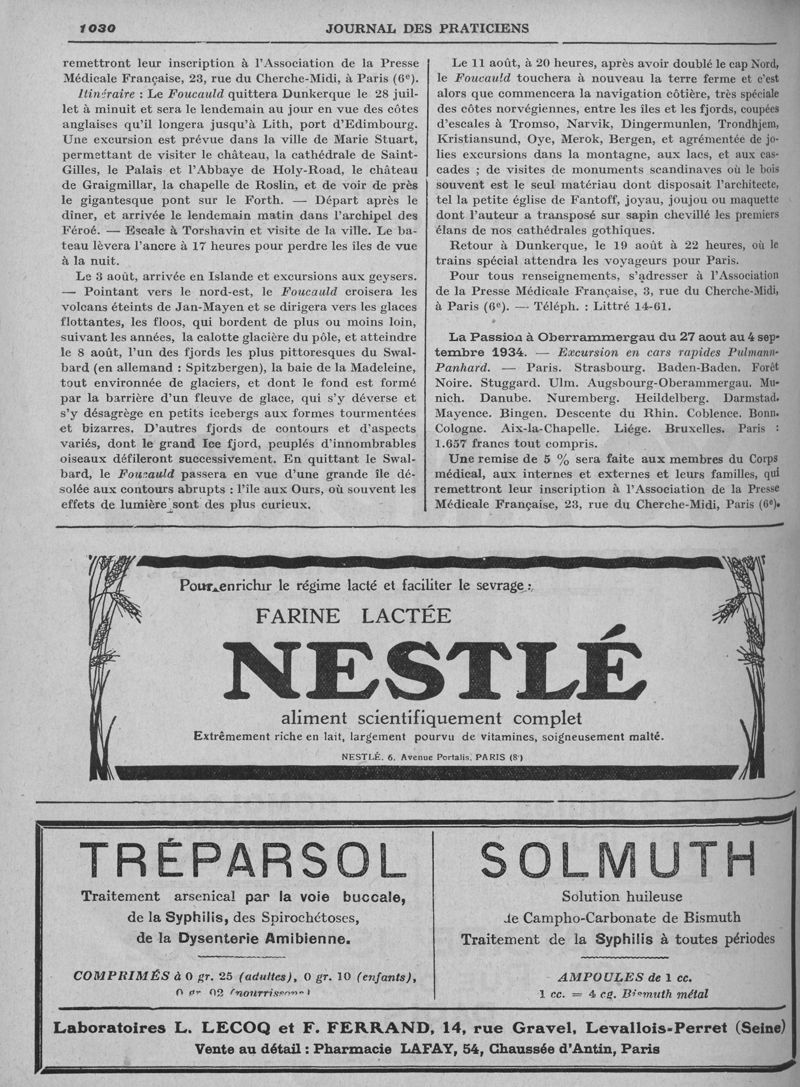 1030
JOURNAL DES PRATICIENS
remettront leur inscription à l'Association de la Presse
Médicale Française, 23, rue du Cherche-Midi, à Paris (6e).
Itinéraire : Le Foucauld quittera Dunkerque le 28 juil-
let à minuit et sera le lendemain au jour en vue des côtes
anglaises qu'il longera jusqu'à Lith, port d'Edimbourg.
Une excursion est prévue dans la ville de Marie Stuart,
permettant de visiter le château, la cathédrale de Saint-
Gilles, le Palais et l'Abbaye de Holy-Road, le château
de Graigmillar, la chapelle de Roslin, et de voir de près
le gigantesque pont sur le Forth. — Départ après le
dîner, et arrivée le lendemain matin dans l'archipel des
Féroé. — Escale à Torshavin et visite de la ville. Le ba-
teau lèvera l'ancre à 17 heures pour perdre les îles de vue
à la nuit.
Le 3 août, arrivée en Islande et excursions aux geysers.
— Pointant vers le nord-est, le Foucauld croisera les
volcans éteints de Jan-Mayen et se dirigera vers les glaces
flottantes, les floos, qui bordent de plus ou moins loin,
suivant les années, la calotte glacière du pôle, et atteindre
le 8 août, l'un des fjords les plus pittoresques du Swal-
bard (en allemand : Spitzbergen), la baie de la Madeleine,
tout environnée de glaciers, et dont le fond est formé
par la barrière d'un fleuve de glace, qui s'y déverse et
s'y désagrège en petits icebergs aux formes tourmentées
et bizarres. D'autres fjords de contours et d'aspects
variés, dont le grand Ice fjord, peuplés d'innombrables
oiseaux défileront successivement. En quittant le Swal-
bard, le Foucauld passera en vue d'une grande île dé-
solée aux contours abrupts : l'île aux Ours, où souvent les
effets de lumière sont des plus curieux.
Le 11 août, à 20 heures, après avoir doublé le cap Nord,
le Foucauld touchera à nouveau la terre ferme et c'est
alors que commencera la navigation côtière, très spéciale
des côtes norvégiennes, entre les îles et les fjords, coupées
d'escales à Tromso, Narvik, Dingermunlen, Trondhjem,
Kristiansund, Oye, Merok, Bergen, et agrémentée de jo-
lies excursions dans la montagne, aux lacs, et aux cas-
cades ; de visites de monuments scandinaves où le bois
souvent est le seul matériau dont disposait l'architecte,
tel la petite église de Fantoff, joyau, joujou ou maquette
dont l'auteur a transposé sur sapin chevillé les premiers
élans de nos cathédrales gothiques.
Retour à Dunkerque, le 19 août à 22 heures, où le
trains spécial attendra les voyageurs pour Paris.
Pour tous renseignements, s'adresser à l'Association
de la Presse Médicale Française, 3, rue du Cherche-Midi,
à Paris (6e). — Téléph. : Littré 14-61.
La Passion à Oberrammergau du 27 aout au 4 sep-
tembre 1934. — Excursion en cars rapides Pulmann-
Panhard. — Paris. Strasbourg. Baden-Baden. Forêt
Noire. Stuggard. Ulm. Augsbourg-Oberammergau. Mu-
nich. Danube. Nuremberg. Heildelberg. Darmstad.
Mayence. Bingen. Descente du Rhin. Coblence. Bonn.
Cologne. Aix-la-Chapelle. Liége. Bruxelles. Paris :
1.657 francs tout compris.
Une remise de 5 % sera faite aux membres du Corps
médical, aux internes et externes et leurs familles, qui
remettront leur inscription à l'Association de la Presse
Médicale Française, 23, rue du Cherche-Midi, Paris (6e).
Pour enrichir le régime lacté et faciliter le sevrage :
FARINE LACTÉE
NESTLÉ
aliment scientifiquement complet
Extrêmement riche en lait, largement pourvu de vitamines, soigneusement malté.
NESTLÉ, 6, Avenue Portalis, PARIS (8e)
TRÉPARSOL
Traitement arsenical par la voie buccale,
de la Syphilis, des Spirochétoses,
de la Dysenterie Amibienne.
COMPRIMÉS à 0 gr. 25 (adultes), 0 gr. 10 (enfants),
0 gr. 02 (nourrissons)
SOLMUTH
Solution huileuse
de Campho-Carbonate de Bismuth
Traitement de la Syphilis à toutes périodes
AMPOULES de 1 cc.
1 cc. = 4 cg. Bismuth métal
Laboratoires L. LECOQ et F. FERRAND, 14, rue Gravel, Levallois-Perret (Seine)
Vente au détail : Pharmacie LAFAY, 54, Chaussée d'Antin, Paris